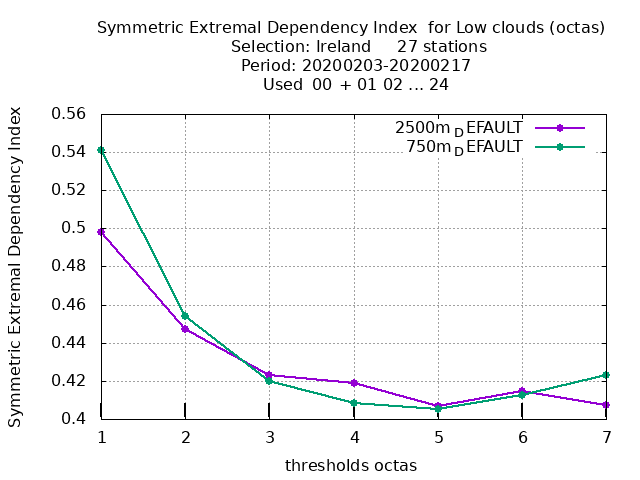 Symmetric Extremal Dependency Index  for Low clouds (octas)
Selection: Ireland     27 stations
Period: 20200203-20200217
Used  00  + 01 02 ... 24
Symmetric Extremal Dependency Index
0.56
0.54
0.52
0.5
0.48
0.46
0.44
0.42
0.4
2500m_DEFAULT
750m_DEFAULT
1 2 3 4 5 6 7
thresholds octas